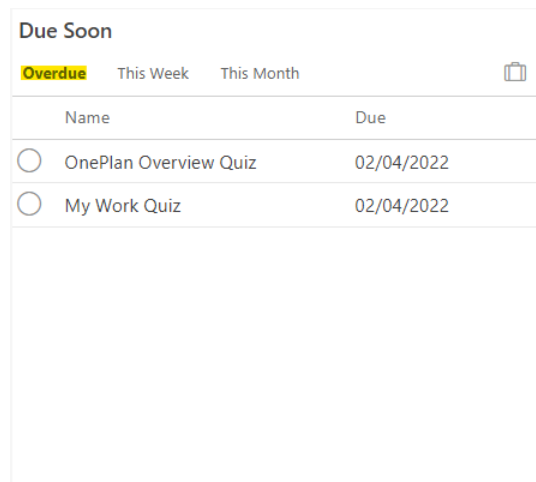 Due Soon
Overdue This Week This Month
Name Due
OnePlan Overview Quiz 02/04/2022
My Work Quiz 02/04/2022